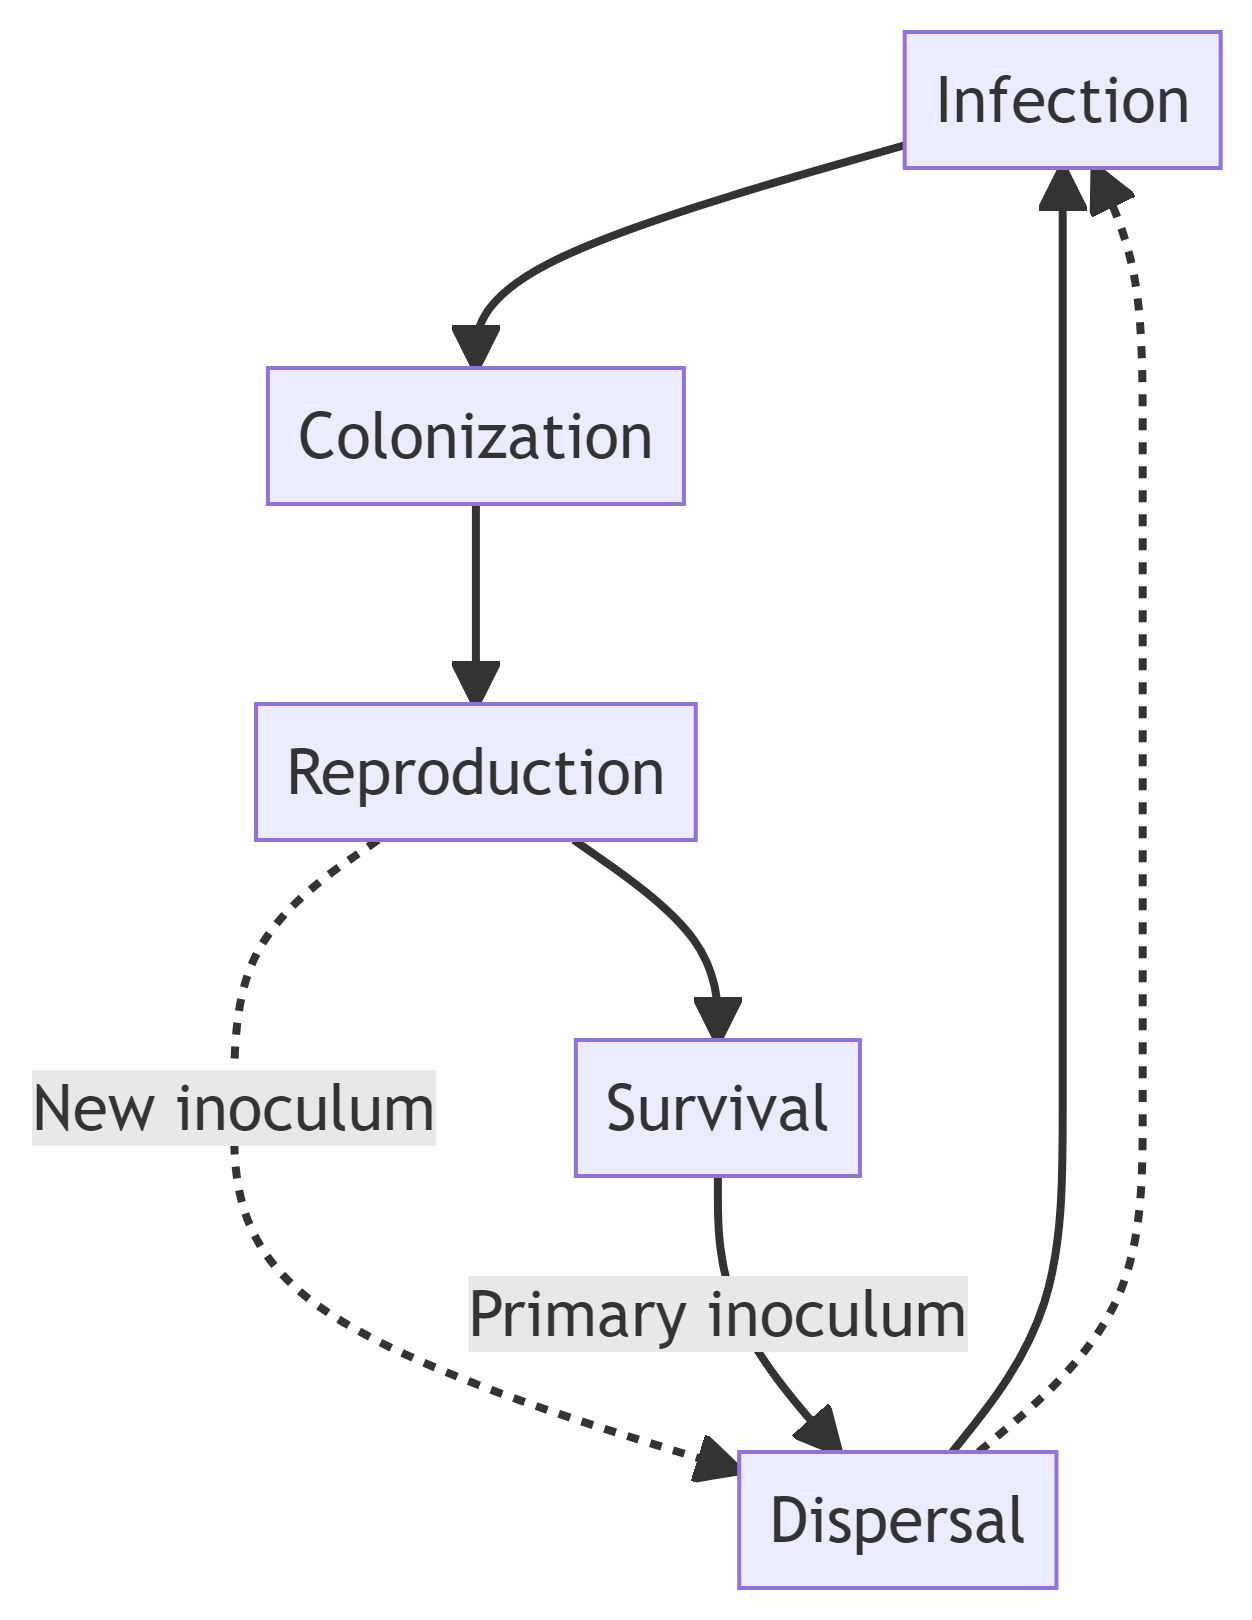 Infection
Colonization
Reproduction
New inoculum
Survival
Primary inoculum
Dispersal